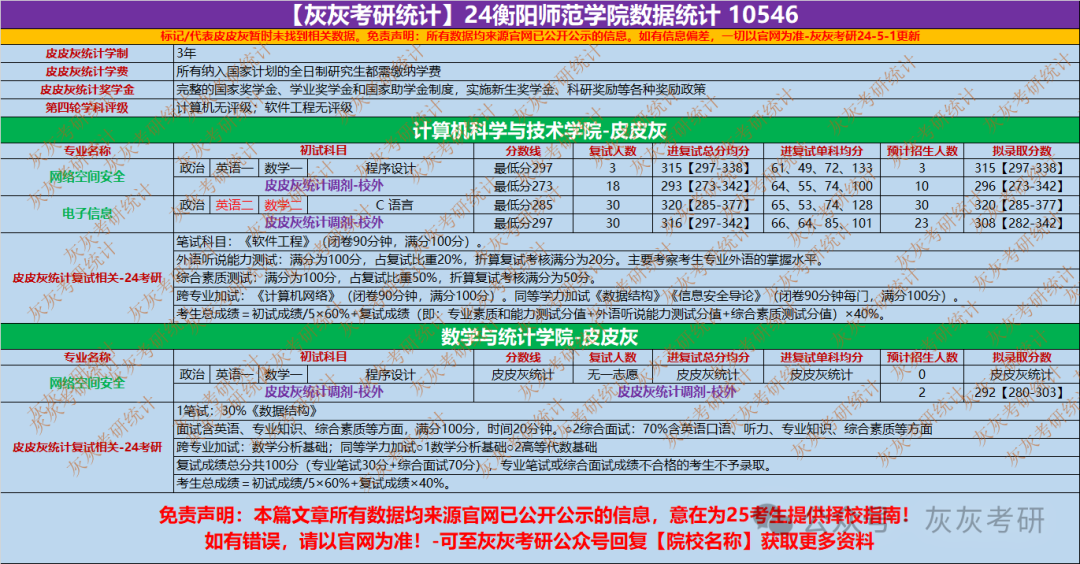 【灰灰考研统计】24衡阳师范学院数据统计 10546
标记/代表皮皮灰暂时未找到相关数据。免责声明：所有数据均来源官网已公开公示的信息。如有信息偏差，一切以官网为准-灰灰考研24-5-1更新
皮皮灰统计学制 3年
皮皮灰统计学费 所有纳入国家计划的全日制研究生都需缴纳学费
皮皮灰统计奖学金 完整的国家奖学金、学业奖学金和国家助学金制度，实施新生奖学金、科研奖励等各种奖励政策
第四轮学科评级 计算机无评级；软件工程无评级
计算机科学与技术学院-皮皮灰
专业名称 初试科目 分数线 复试人数 进复试总分均分 进复试单科均分 预计招生人数 拟录取分数
网络空间安全 政治 英语一 数学一 程序设计 最低分297 3 315【297-338】 61、49、72、133 3 315【297-338】
皮皮灰统计调剂-校外 最低分273 18 293【273-342】 64、55、74、100 10 296【273-342】
电子信息 政治 英语二 数学二 C 语言 最低分285 30 320【285-377】 65、53、74、128 30 320【285-377】
皮皮灰统计调剂-校外 最低分297 30 316【297-342】 66、64、85、101 23 308【282-342】
皮皮灰统计复试相关-24考研 笔试科目：《软件工程》（闭卷90分钟，满分100分）。
外语听说能力测试：满分为100分，占复试比重20%，折算复试考核满分为20分。主要考察考生专业外语的掌握水平。
综合素质测试：满分为100分，占复试比重50%，折算复试考核满分为50分。
跨专业加试：《计算机网络》（闭卷90分钟，满分100分）。同等学力加试《数据结构》《信息安全导论》（闭卷90分钟每门，满分100分）。
考生总成绩＝初试成绩/5×60%+复试成绩（即：专业素质和能力测试分值+外语听说能力测试分值+综合素质测试分值）×40%。
数学与统计学院-皮皮灰
专业名称 初试科目 分数线 复试人数 进复试总分均分 进复试单科均分 预计招生人数 拟录取分数
网络空间安全 政治 英语一 数学一 程序设计 皮皮灰统计 无一志愿 皮皮灰统计 皮皮灰统计 0 皮皮灰统计
皮皮灰统计调剂-校外 皮皮灰统计调剂-校外 2 292【280-303】
皮皮灰统计复试相关-24考研 1笔试：30%《数据结构》
面试含英语、专业知识、综合素质等方面，满分100分，时间20分钟。○2综合面试：70%含英语口语、听力、专业知识、综合素质等方面
跨专业加试：数学分析基础；同等学力加试○1数学分析基础○2高等代数基础
复试成绩总分共100分（专业笔试30分+综合面试70分），专业笔试或综合面试成绩不合格的考生不予录取。
考生总成绩＝初试成绩/5×60%+复试成绩×40%。
免责声明：本篇文章所有数据均来源官网已公开公示的信息，意在为25考生提供择校指南！
如有错误，请以官网为准！-可至灰灰考研公众号回复【院校名称】获取更多资料
公众号 灰灰考研